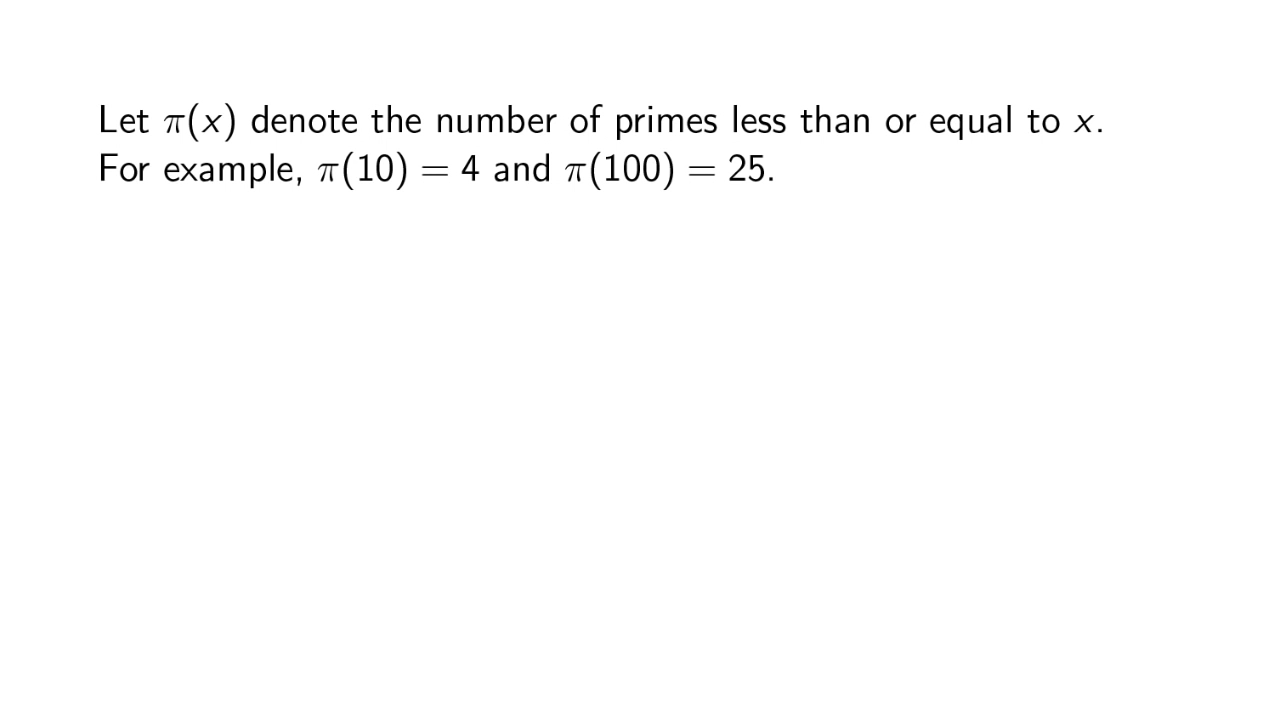 Let π(x) denote the number of primes less than or equal to x.
For example, π(10) = 4 and π(100) = 25.